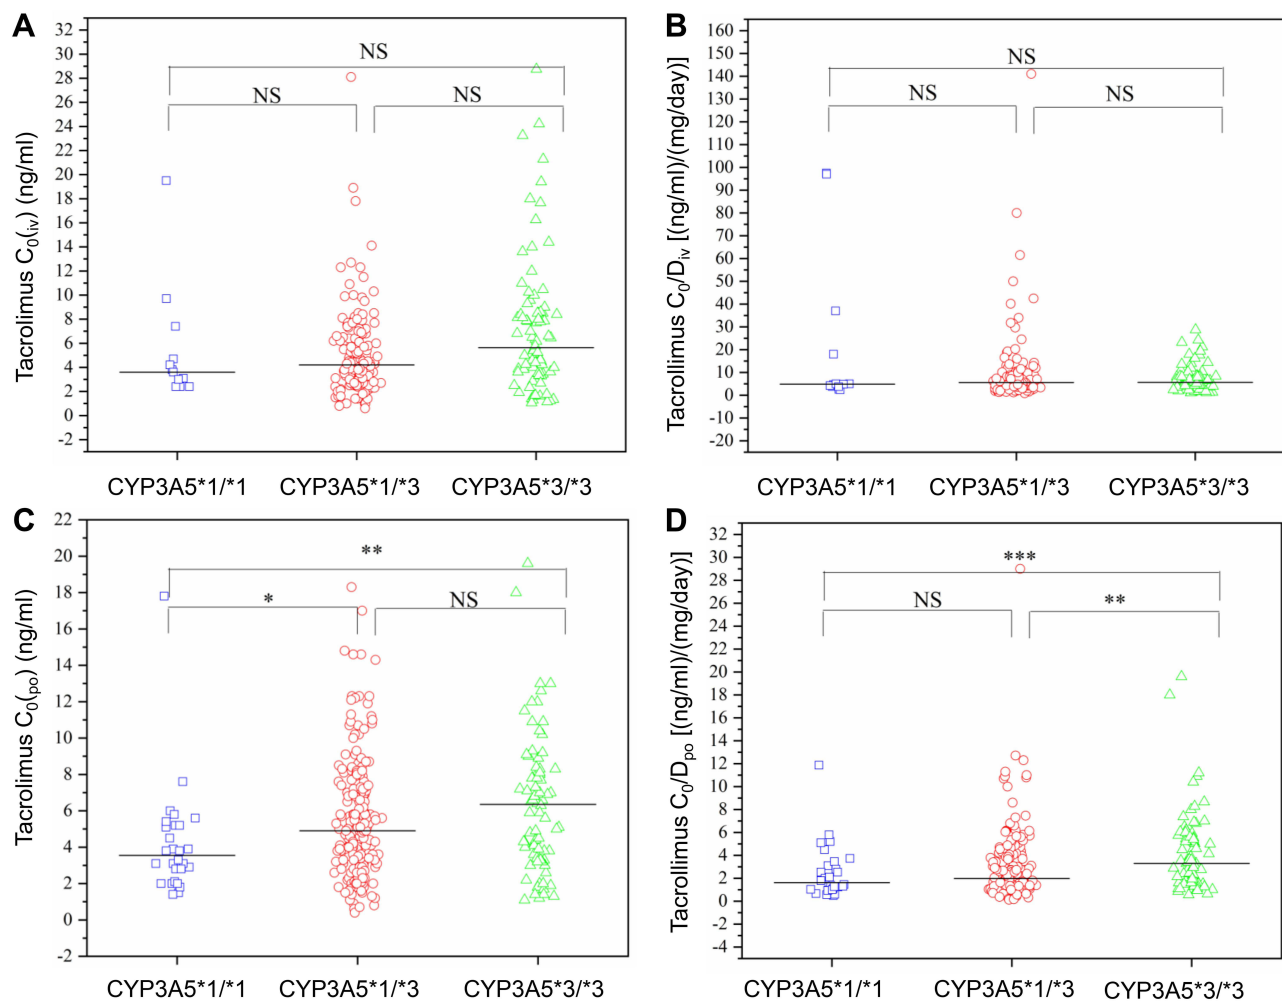 A
Tacrolimus C0(iv) (ng/ml)
32
30
28
26
24
22
20
18
16
14
12
10
8
6
4
2
0
-2
NS
NS
NS
CYP3A5*1/*1
CYP3A5*1/*3
CYP3A5*3/*3
B
Tacrollimus C0/Div [(ng/ml)/(mg/day)]
160
150
140
130
120
110
100
90
80
70
60
50
40
30
20
10
0
-10
-20
NS
NS
NS
CYP3A5*1/*1
CYP3A5*1/*3
CYP3A5*3/*3
C
Tacrolimus C0(po) (ng/ml)
22
20
18
16
14
12
10
8
6
4
2
0
-2
**
*
NS
CYP3A5*1/*1
CYP3A5*1/*3
CYP3A5*3/*3
D
Tacrollimus C0/Dpo [(ng/ml)/(mg/day)]
32
30
28
26
24
22
20
18
16
14
12
10
8
6
4
2
0
-2
-4
***
NS
**
CYP3A5*1/*1
CYP3A5*1/*3
CYP3A5*3/*3